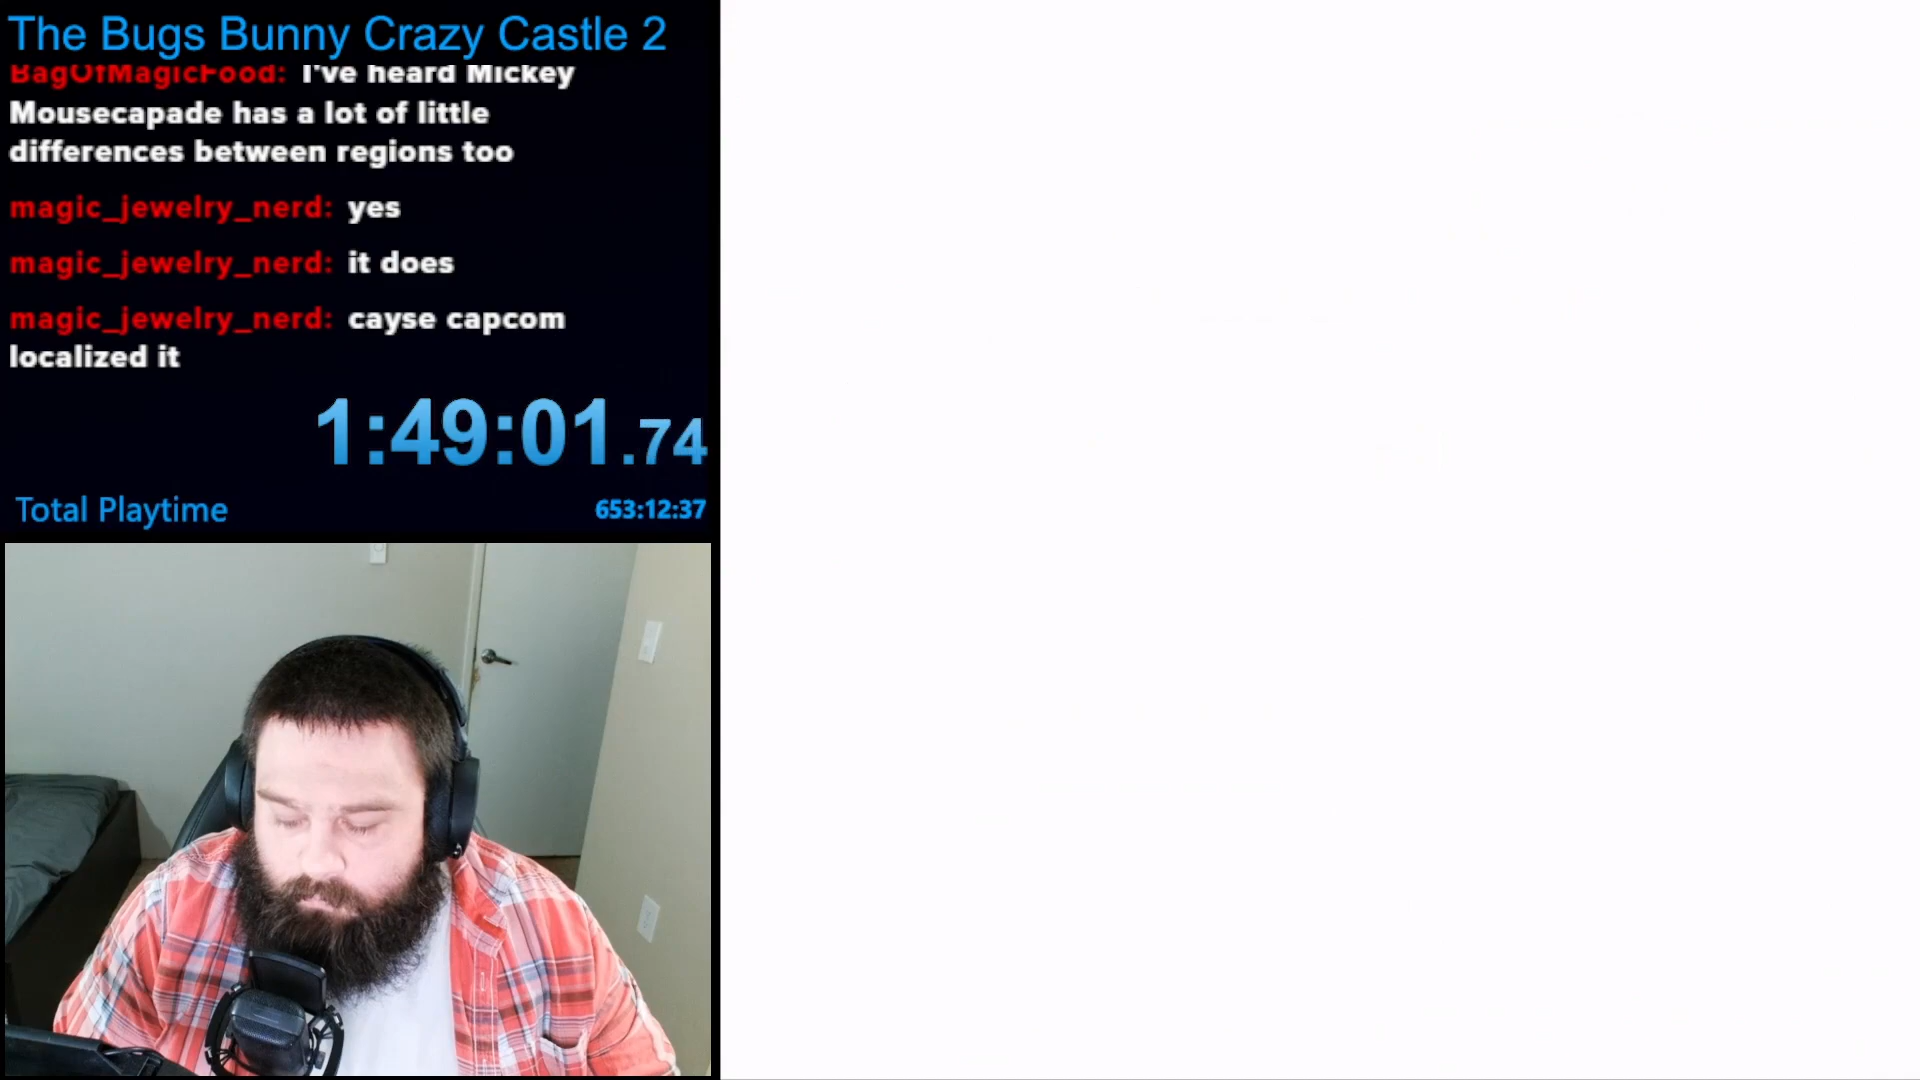 The Bugs Bunny Crazy Castle 2
BagOfMagicFood: I've heard Mickey
Mousecapade has a lot of little
differences between regions too
magic_jewelry_nerd: yes
magic_jewelry_nerd: it does
magic_jewelry_nerd: cayse capcom
localized it
1:49:01.74
Total Playtime 653:12:37